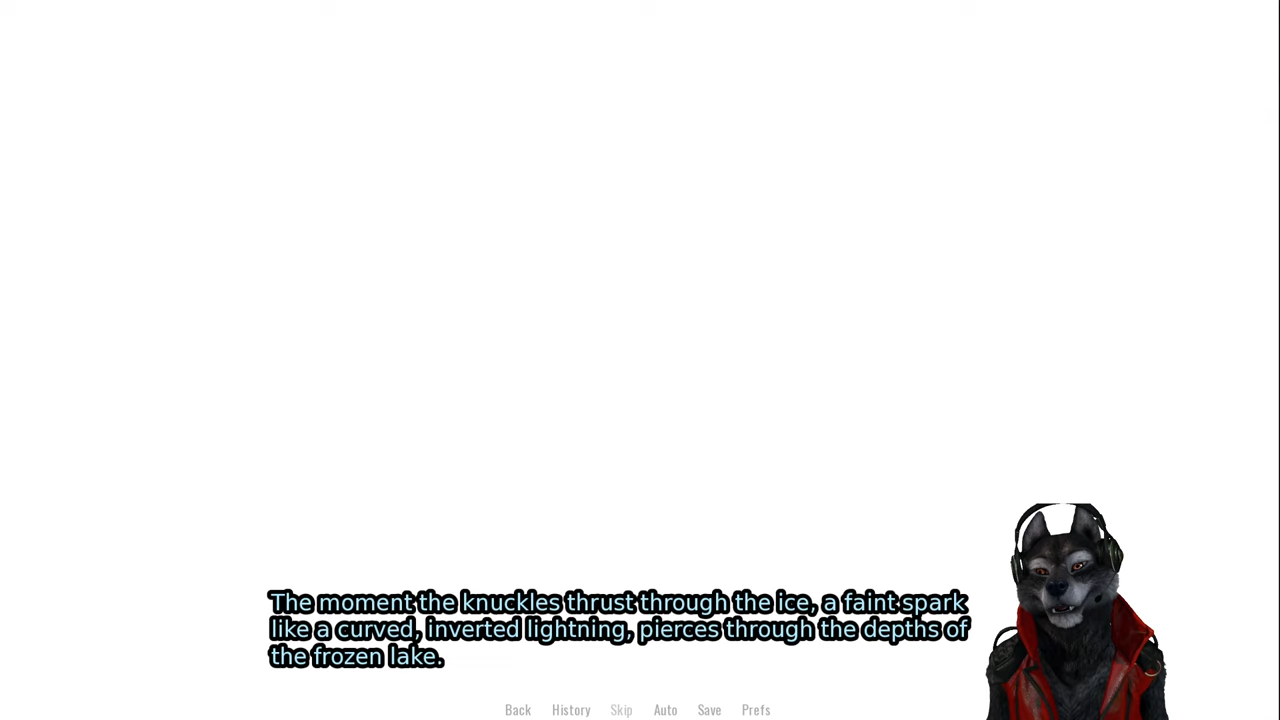 The moment the knuckles thrust through the ice, a faint spark
like a curved, inverted lightning, pierces through the depths of
the frozen lake.
Back History Skip Auto Save Prefs